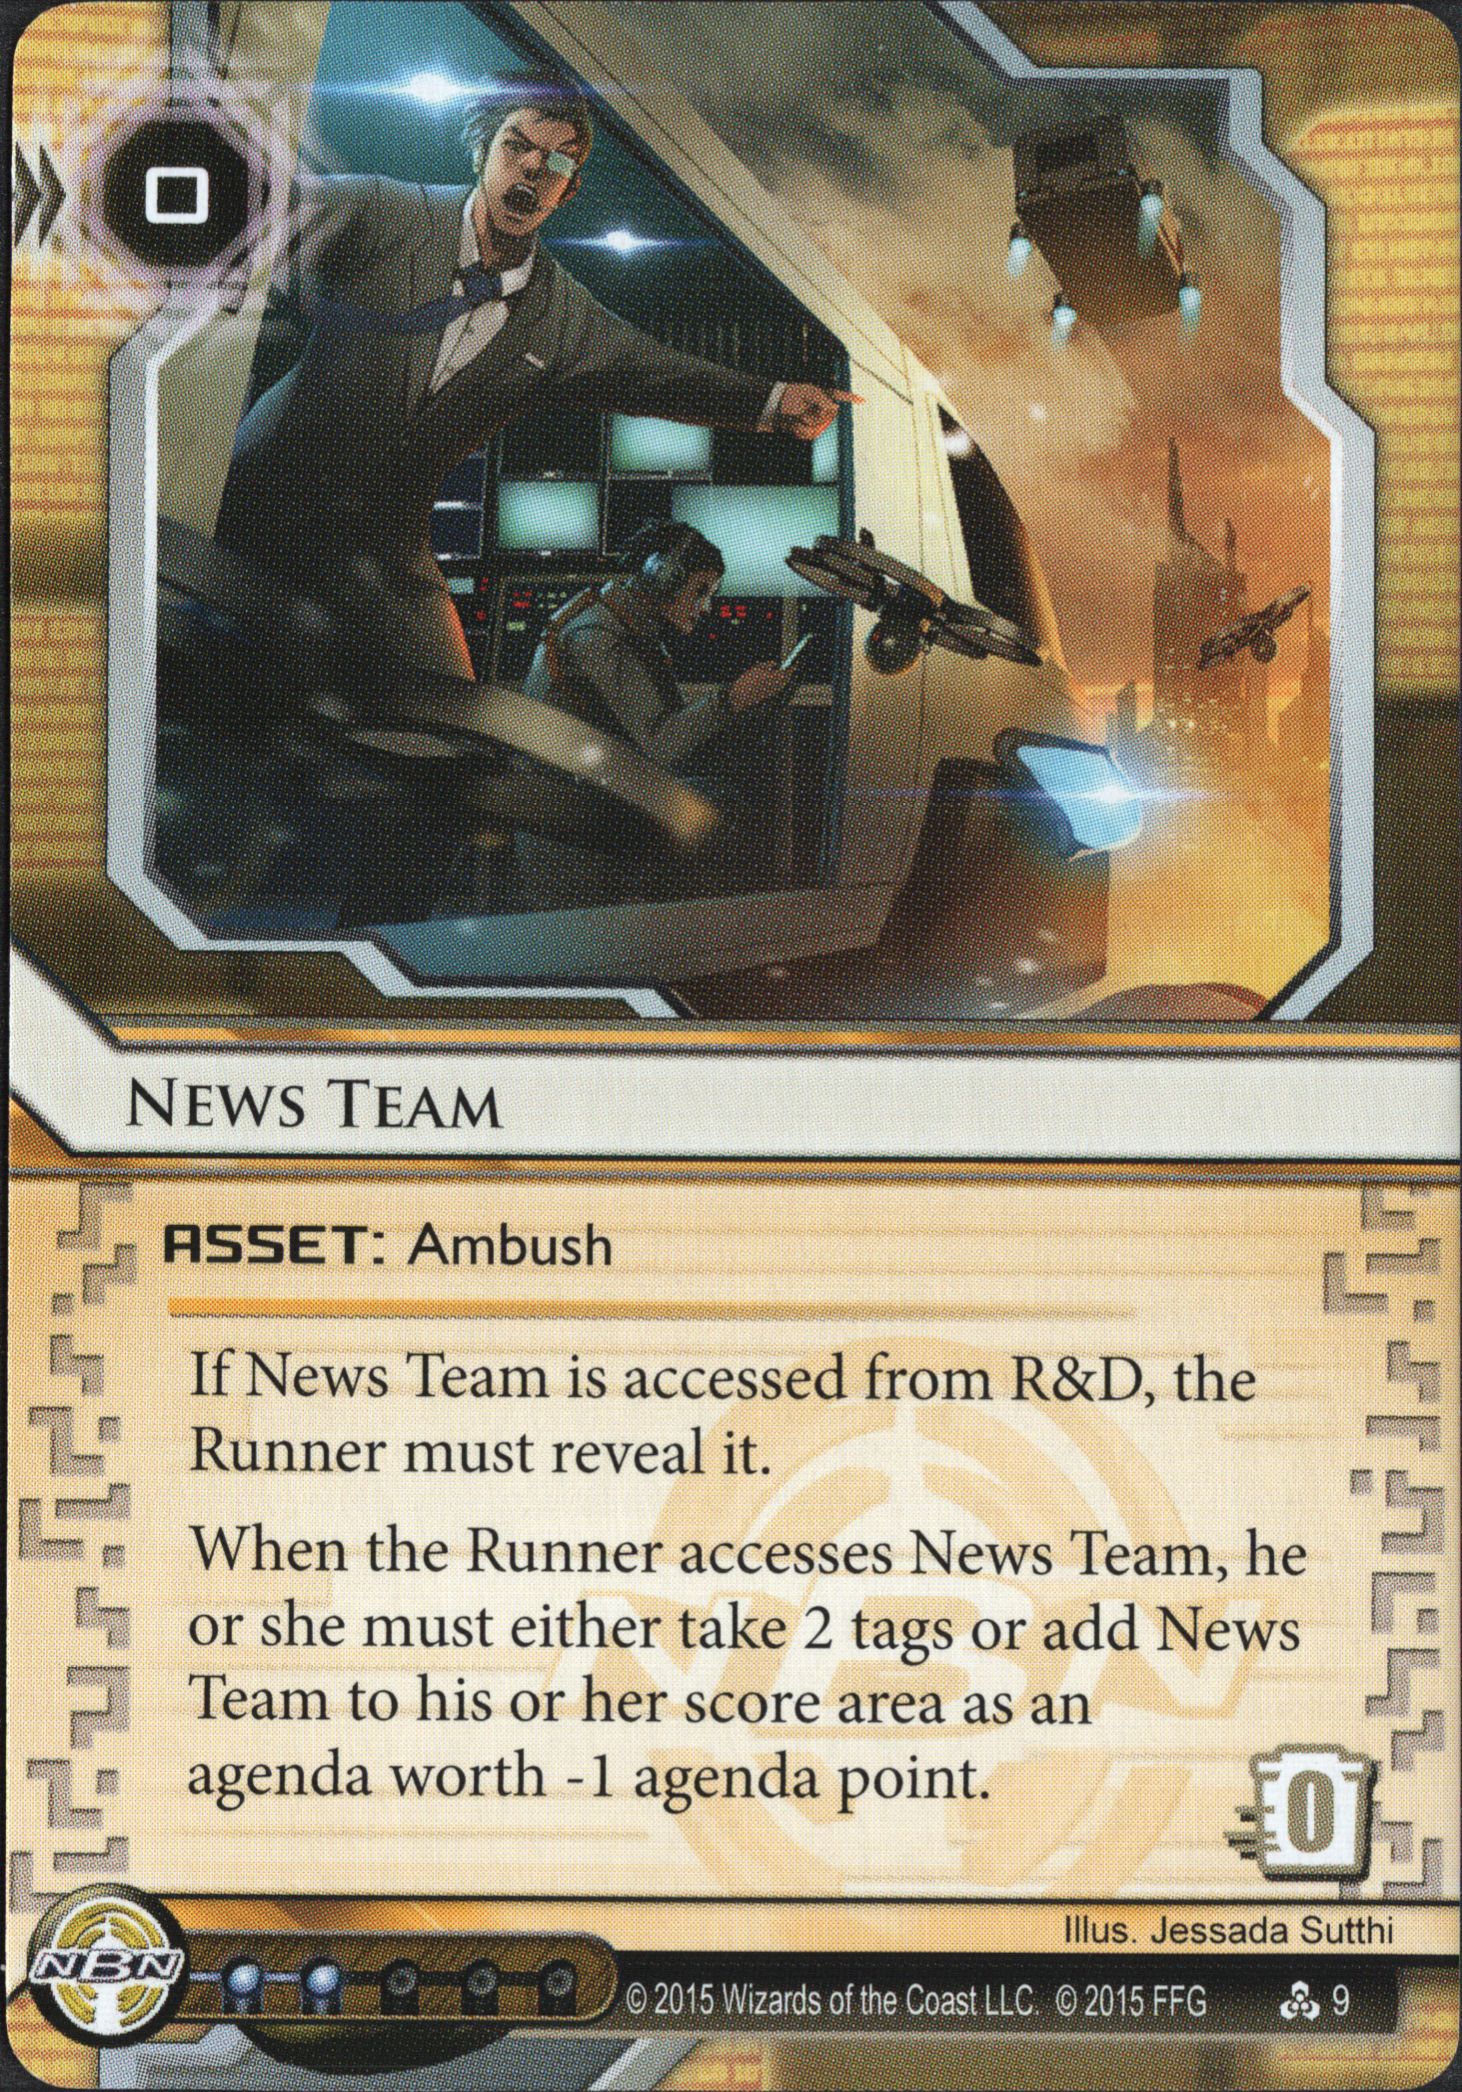 0
NEWS TEAM
ASSET: Ambush
If News Team is accessed from R&D, the
Runner must reveal it.
When the Runner accesses News Team, he
or she must either take 2 tags or add News
Team to his or her score area as an
agenda worth -1 agenda point.
0
NBN
Illus. Jessada Sutthi
NBN
© 2015 Wizards of the Coast LLC. © 2015 FFG 9